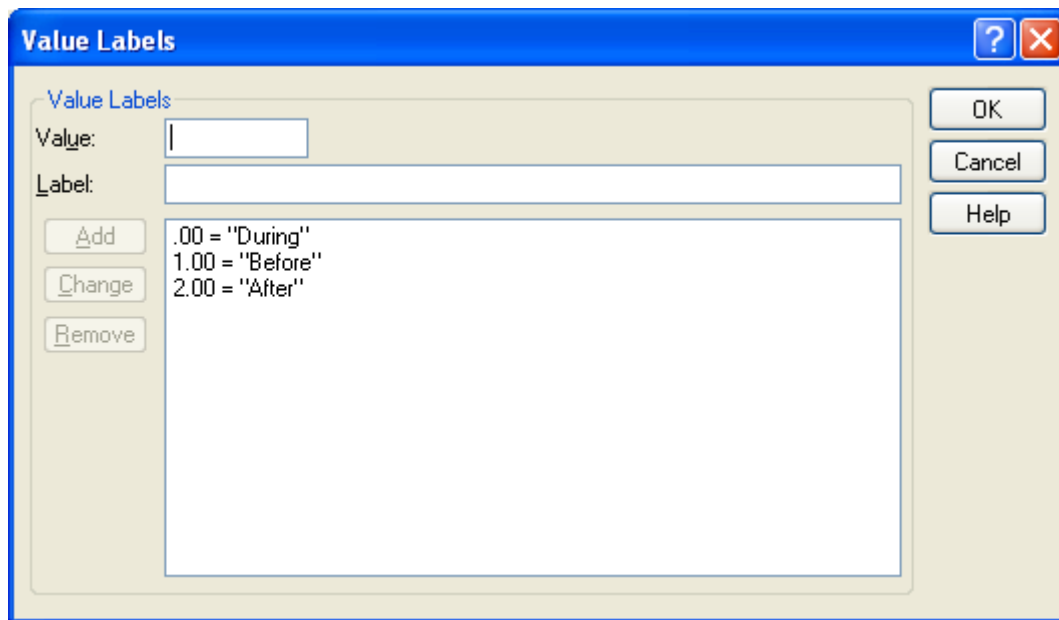 Value Labels
Value Labels
Value:
Label:
Add
Change
Remove
.00 = "During"
1.00 = "Before"
2.00 = "After"
OK
Cancel
Help